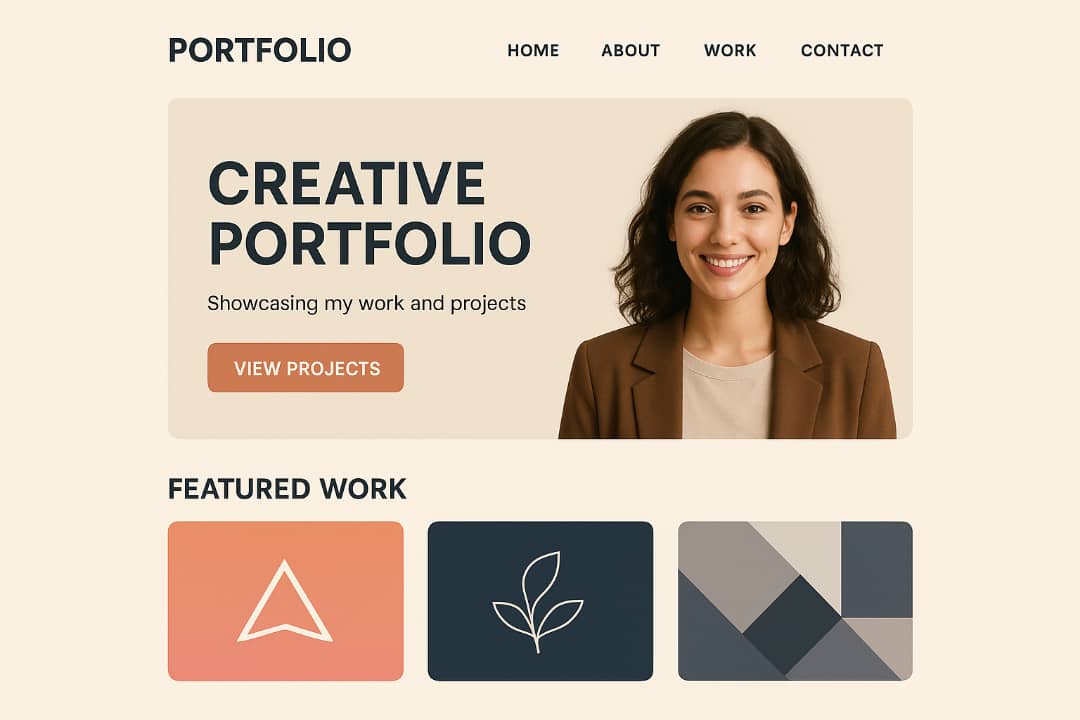 PORTFOLIO
HOME ABOUT WORK CONTACT
CREATIVE
PORTFOLIO
Showcasing my work and projects
VIEW PROJECTS
FEATURED WORK